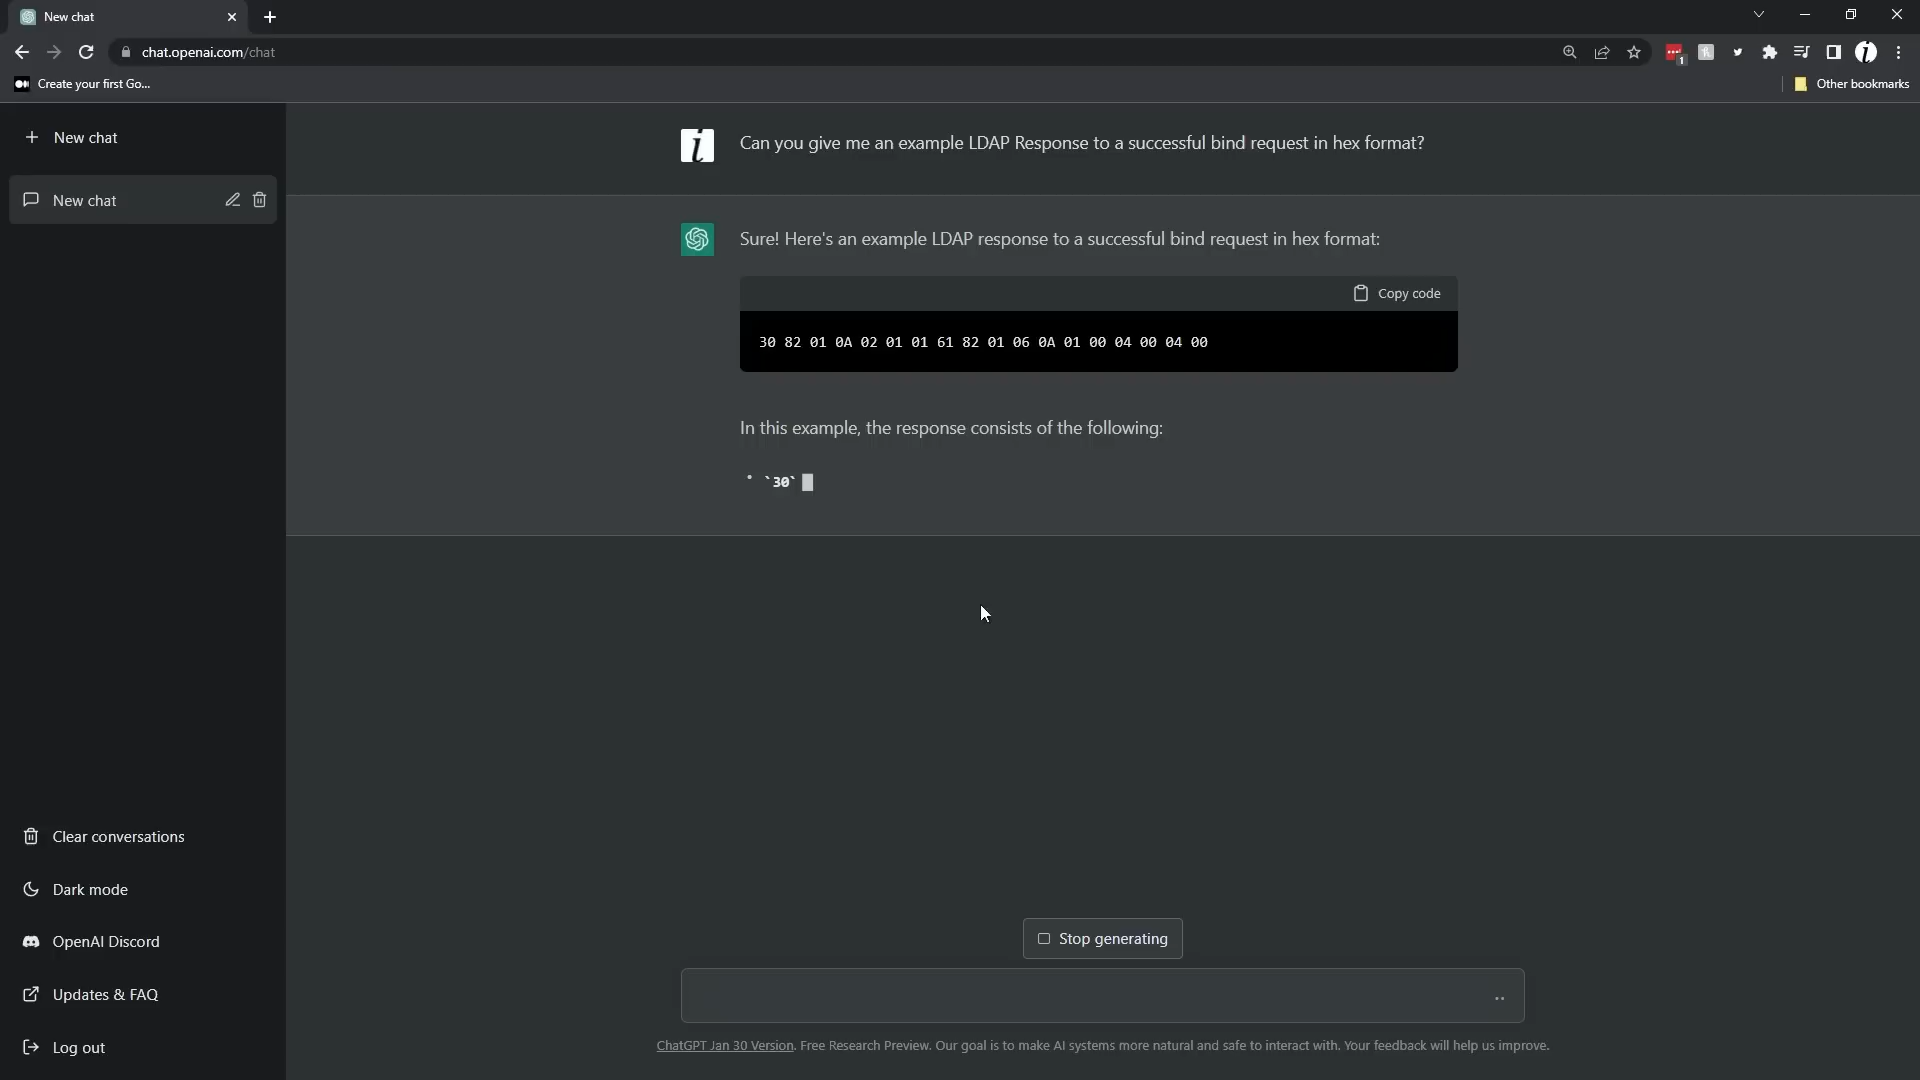 New chat
chat.openai.com/chat
1
Create your first Go...
Other bookmarks
New chat
New chat
Can you give me an example LDAP Response to a successful bind request in hex format?
Sure! Here's an example LDAP response to a successful bind request in hex format:
Copy code
30 82 01 0A 02 01 01 61 82 01 06 0A 01 00 04 00 04 00
In this example, the response consists of the following:
• `30`
Clear conversations
Dark mode
OpenAI Discord
Updates & FAQ
Log out
Stop generating
ChatGPT Jan 30 Version. Free Research Preview. Our goal is to make AI systems more natural and safe to interact with. Your feedback will help us improve.